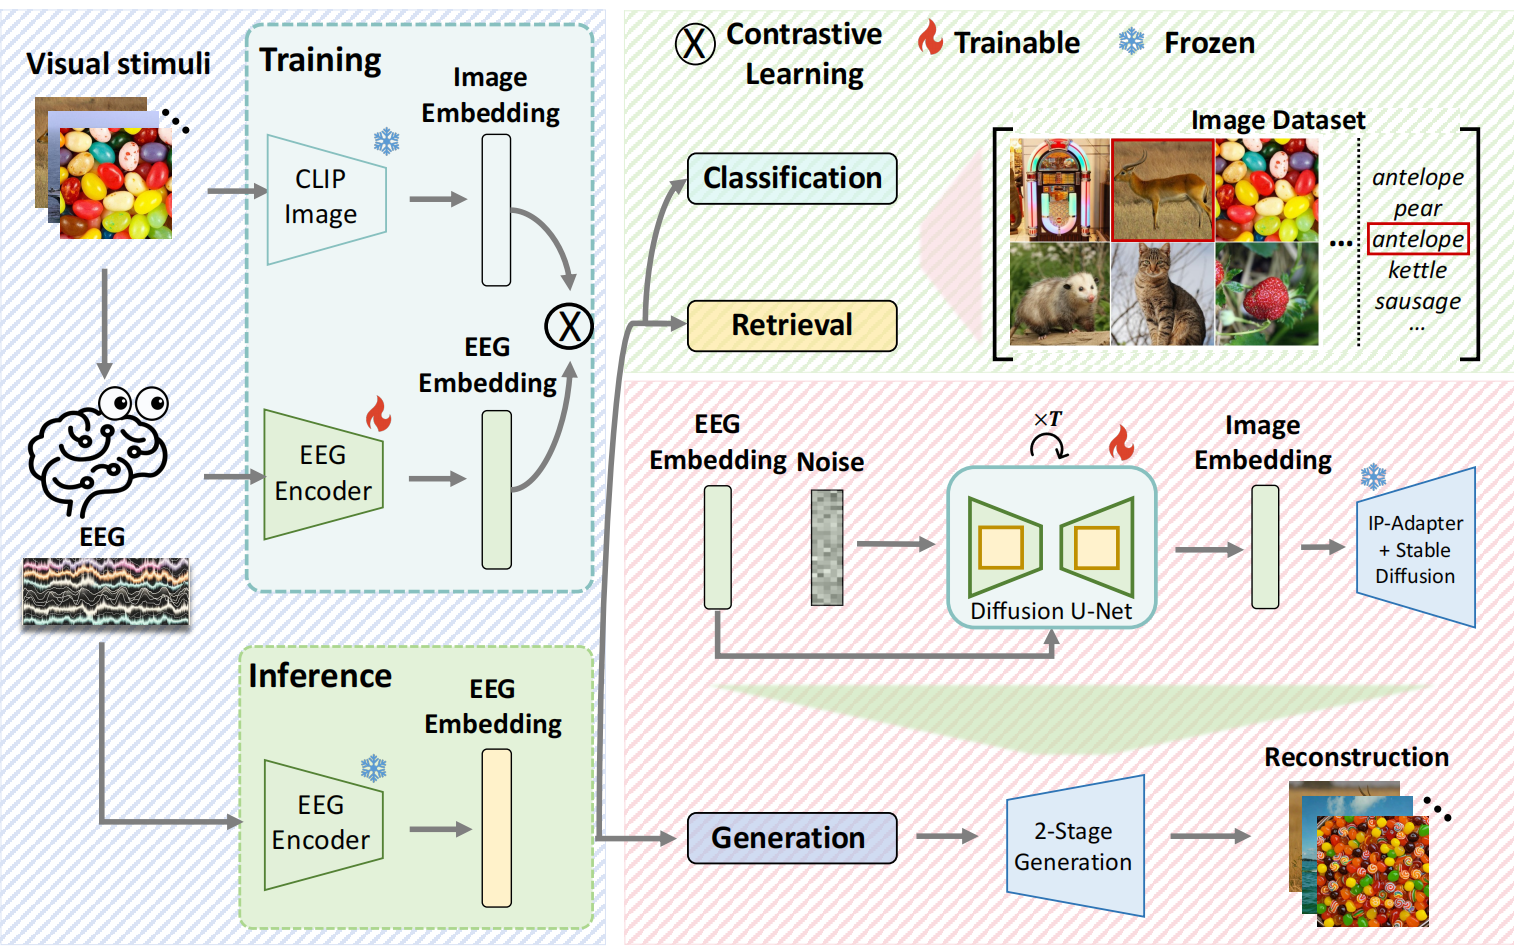 Visual stimuli
Training
Image
Embedding
CLIP
Image
X
EEG
Embedding
EEG
Encoder
EEG
Inference
EEG
Embedding
EEG
Encoder
X
Contrastive
Learning
Trainable
Frozen
Classification
Retrieval
Image Dataset
...
antelope
pear
antelope
kettle
sausage
...
EEG
Embedding
Noise
×T
Diffusion U-Net
Image
Embedding
IP-Adapter
+ Stable
Diffusion
Generation
2-Stage
Generation
Reconstruction